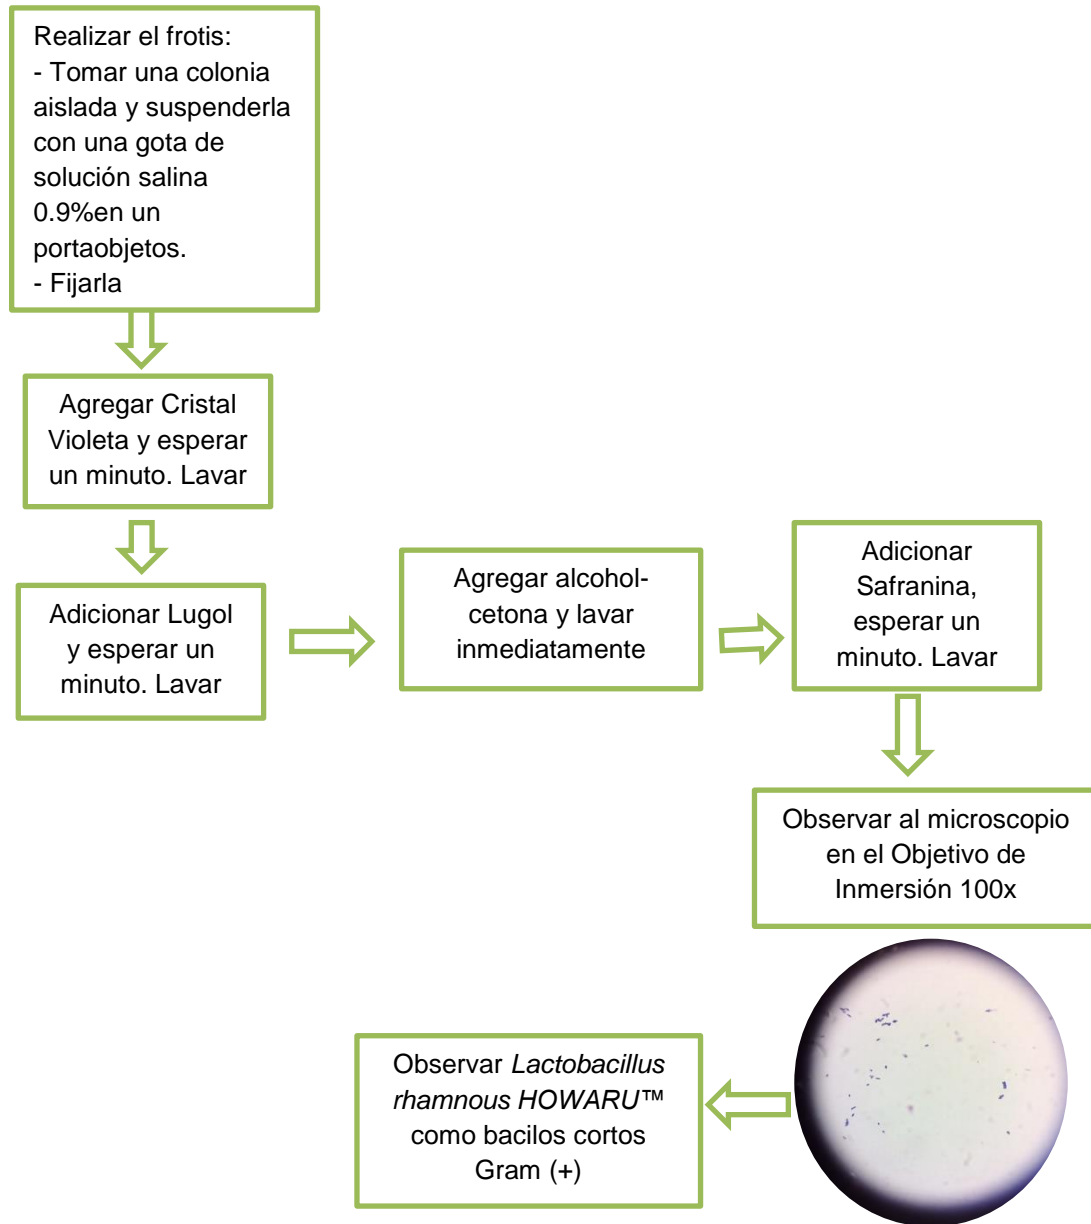 Realizar el frotis:
- Tomar una colonia
aislada y suspenderla
con una gota de
solución salina
0.9%en un
portaobjetos.
- Fijarla
Agregar Cristal
Violeta y esperar
un minuto. Lavar
Adicionar Lugol
y esperar un
minuto. Lavar
Agregar alcohol-
cetona y lavar
inmediatamente
Adicionar
Safranina,
esperar un
minuto. Lavar
Observar al microscopio
en el Objetivo de
Inmersión 100x
Observar Lactobacillus
rhamnous HOWARU™
como bacilos cortos
Gram (+)